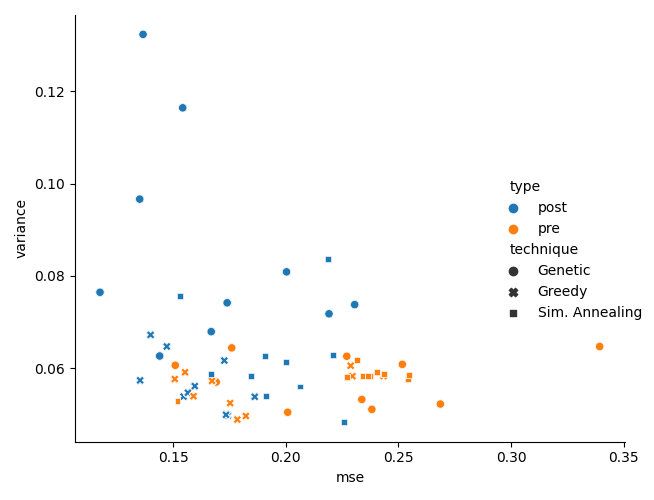 0.12
0.10
0.08
0.06
variance
0.15
0.20
0.25
0.30
0.35
mse
type
post
pre
technique
Genetic
Greedy
Sim. Annealing